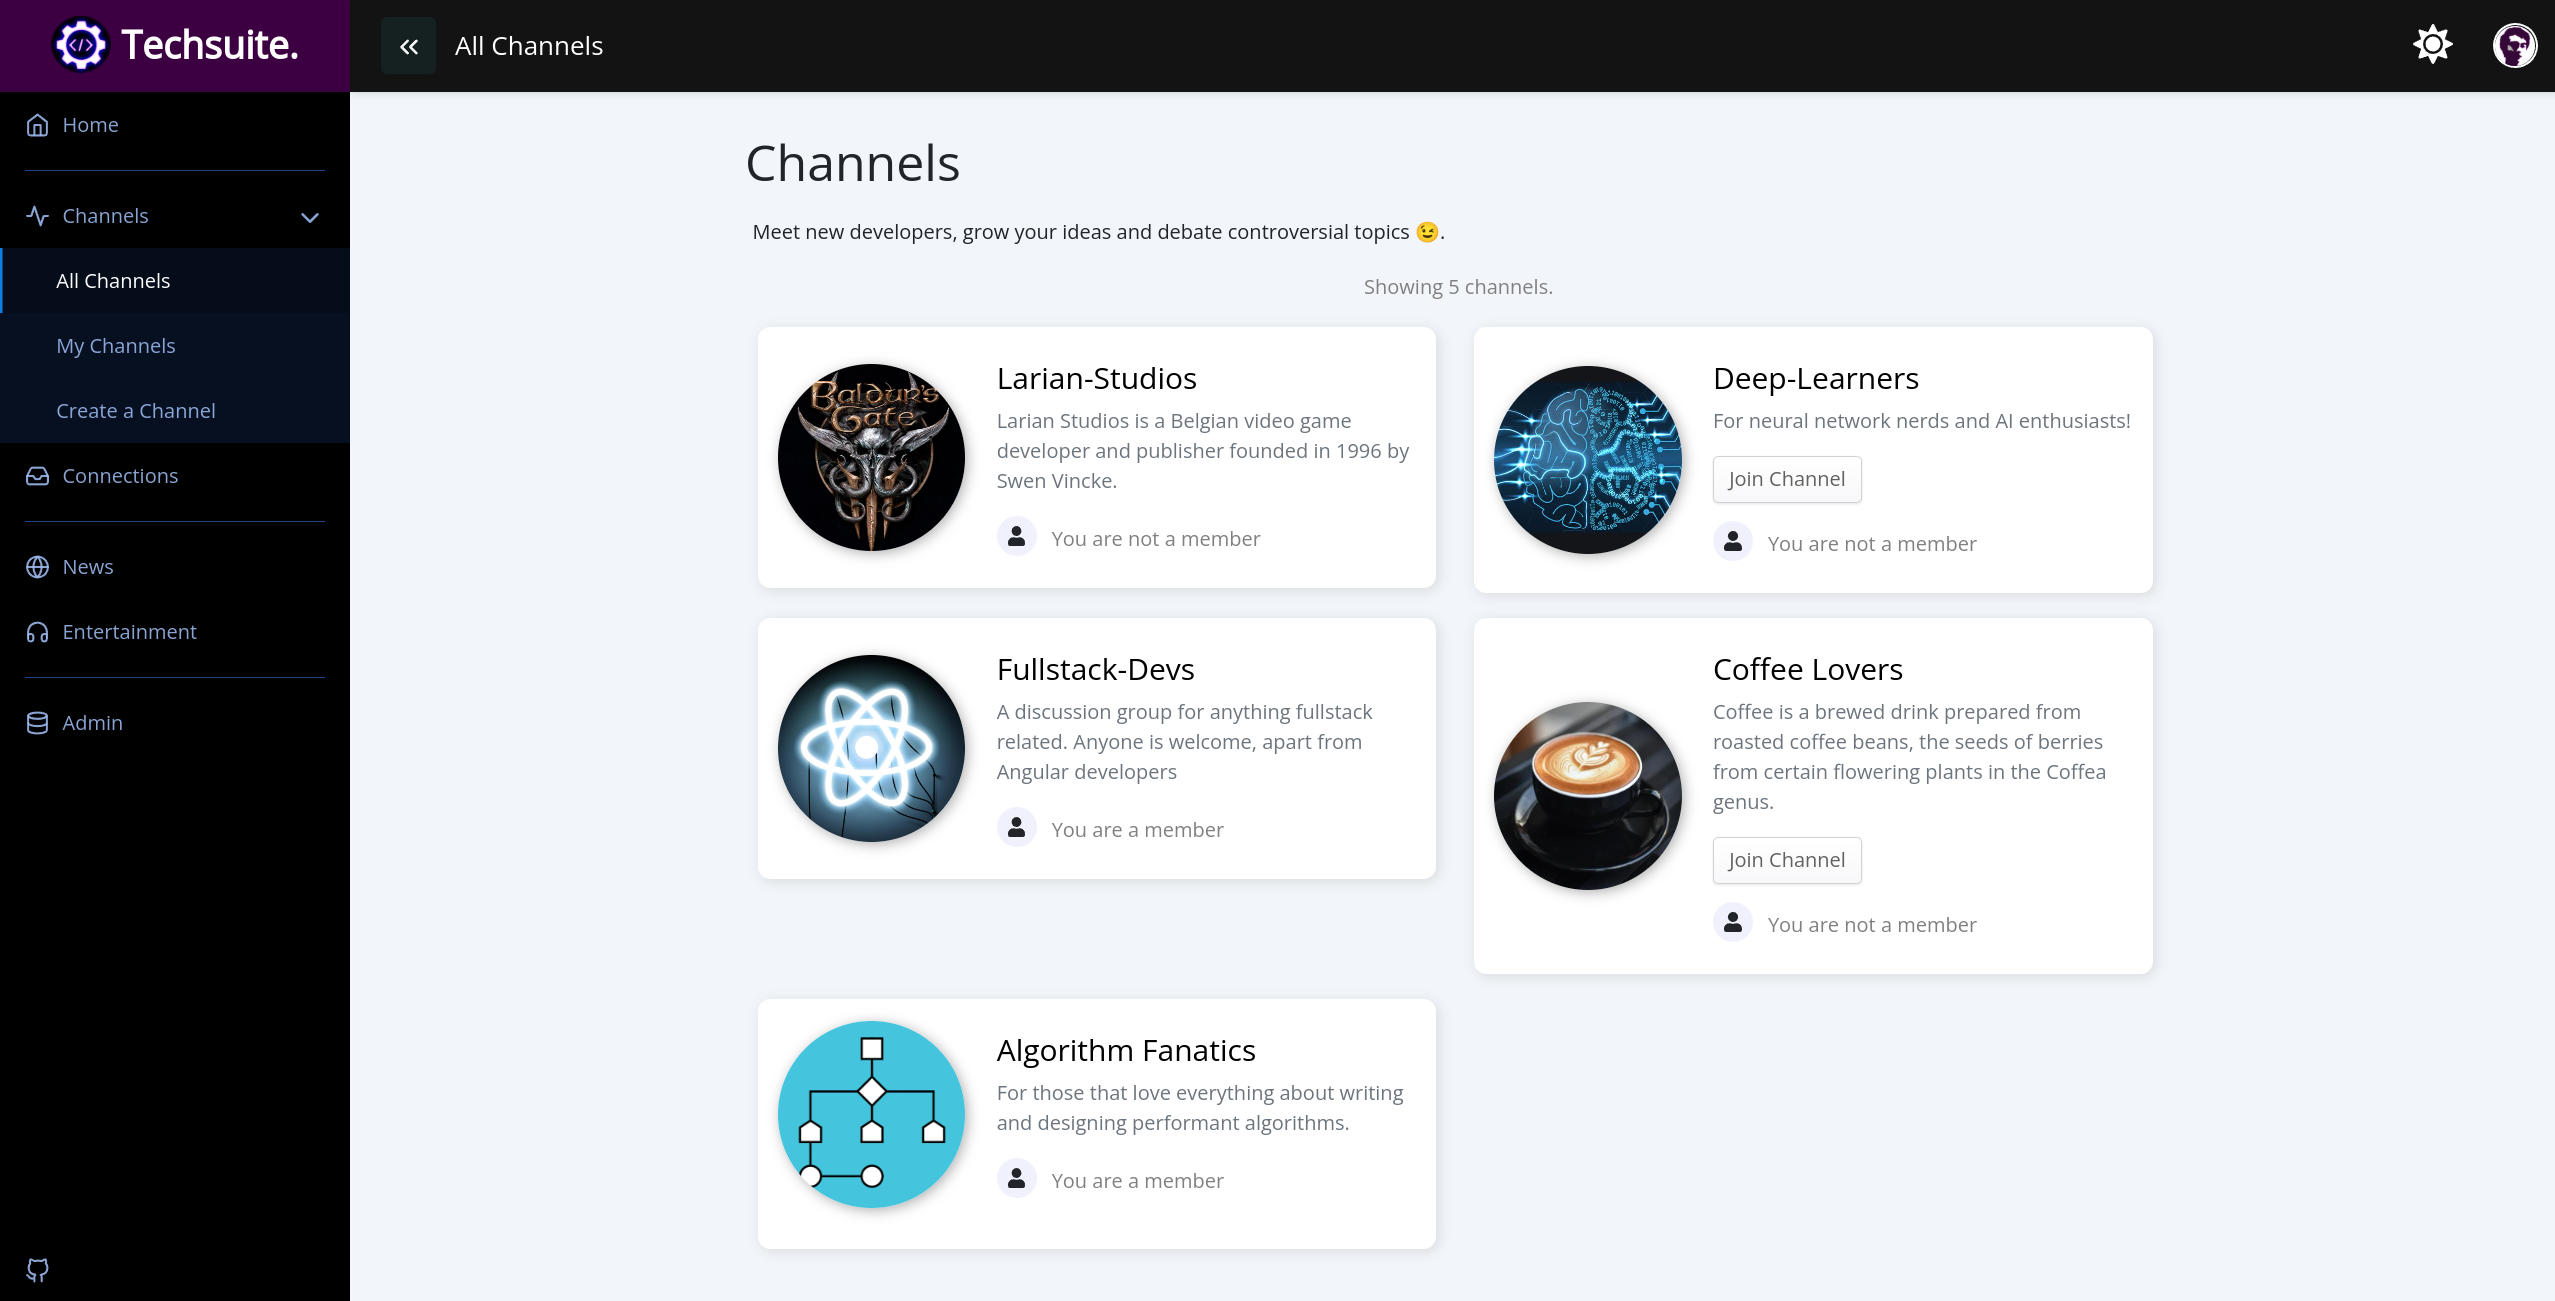 </> Techsuite.
All Channels
Home
Channels
All Channels
My Channels
Create a Channel
Connections
News
Entertainment
Admin
Channels
Meet new developers, grow your ideas and debate controversial topics 😉.
Showing 5 channels.
Baldur's
Gate
Larian-Studios
Larian Studios is a Belgian video game
developer and publisher founded in 1996 by
Swen Vincke.
You are not a member
Deep-Learners
For neural network nerds and AI enthusiasts!
Join Channel
You are not a member
Fullstack-Devs
A discussion group for anything fullstack
related. Anyone is welcome, apart from
Angular developers
You are a member
Coffee Lovers
Coffee is a brewed drink prepared from
roasted coffee beans, the seeds of berries
from certain flowering plants in the Coffea
genus.
Join Channel
You are not a member
Algorithm Fanatics
For those that love everything about writing
and designing performant algorithms.
You are a member